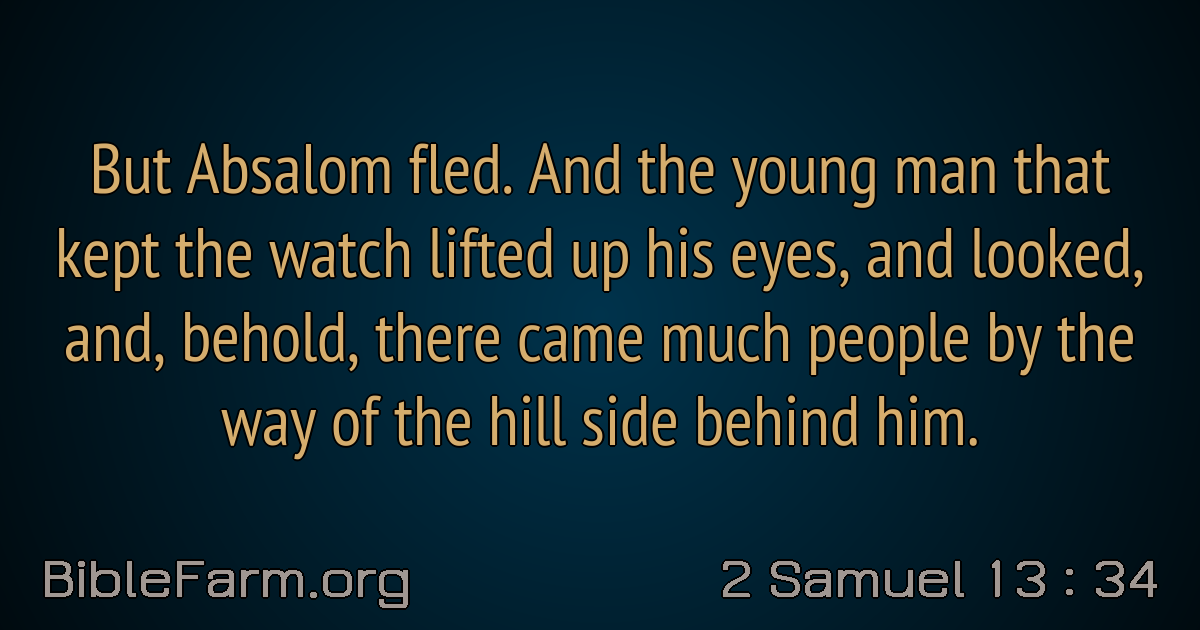 But Absalom fled. And the young man that
kept the watch lifted up his eyes, and looked,
and, behold, there came much people by the
way of the hill side behind him.
BibleFarm.org
2 Samuel 13 : 34